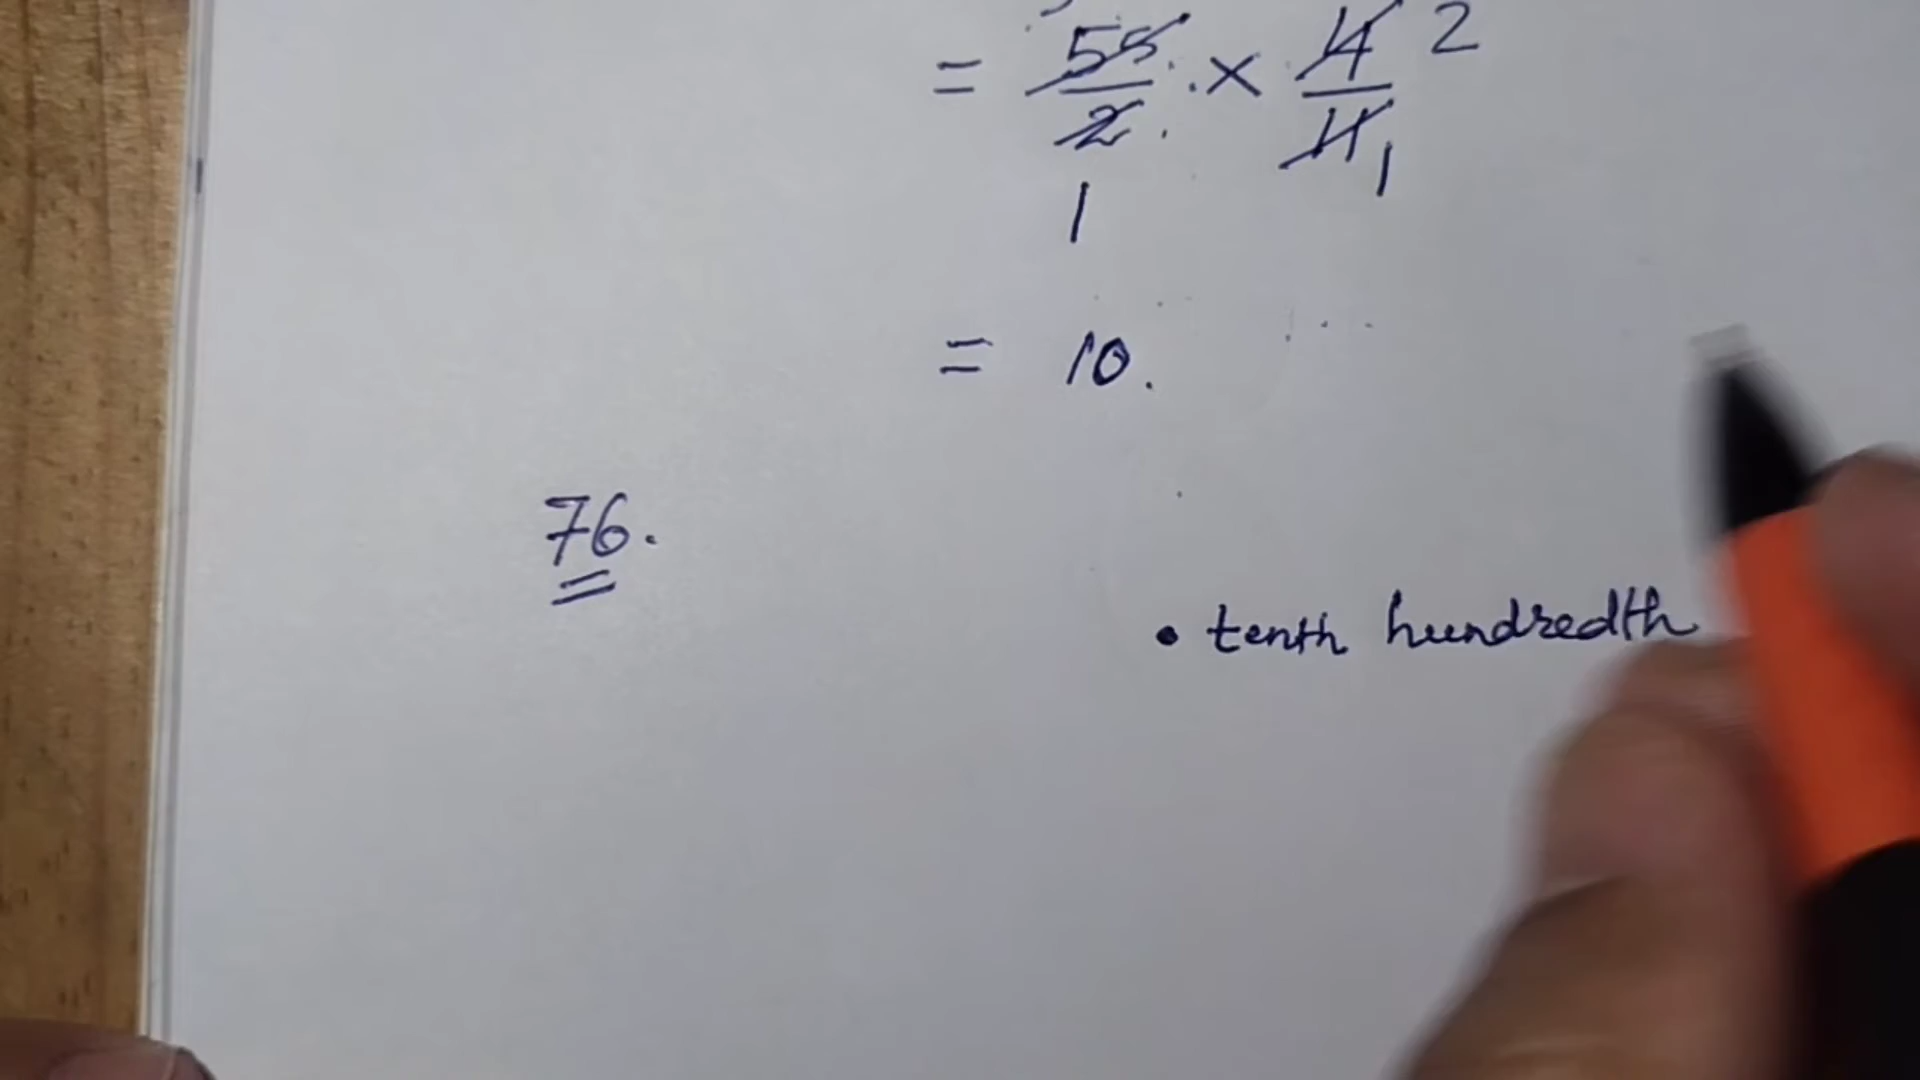 = 55/2 × 4/11 2
1
1
= 10.
76.
• tenth hundredth